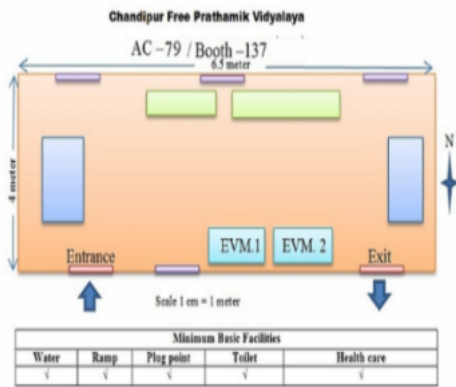 Chandipur Free Prathamik Vidyalaya
AC –79 / Booth –137
6.5 meter
4 meter
N
EVM.1 EVM. 2
Entrance Exit
Scale 1 cm = 1 meter
Minimum Basic Facilities
Water Ramp Plug point Toilet Health care
√ √ √ √ √